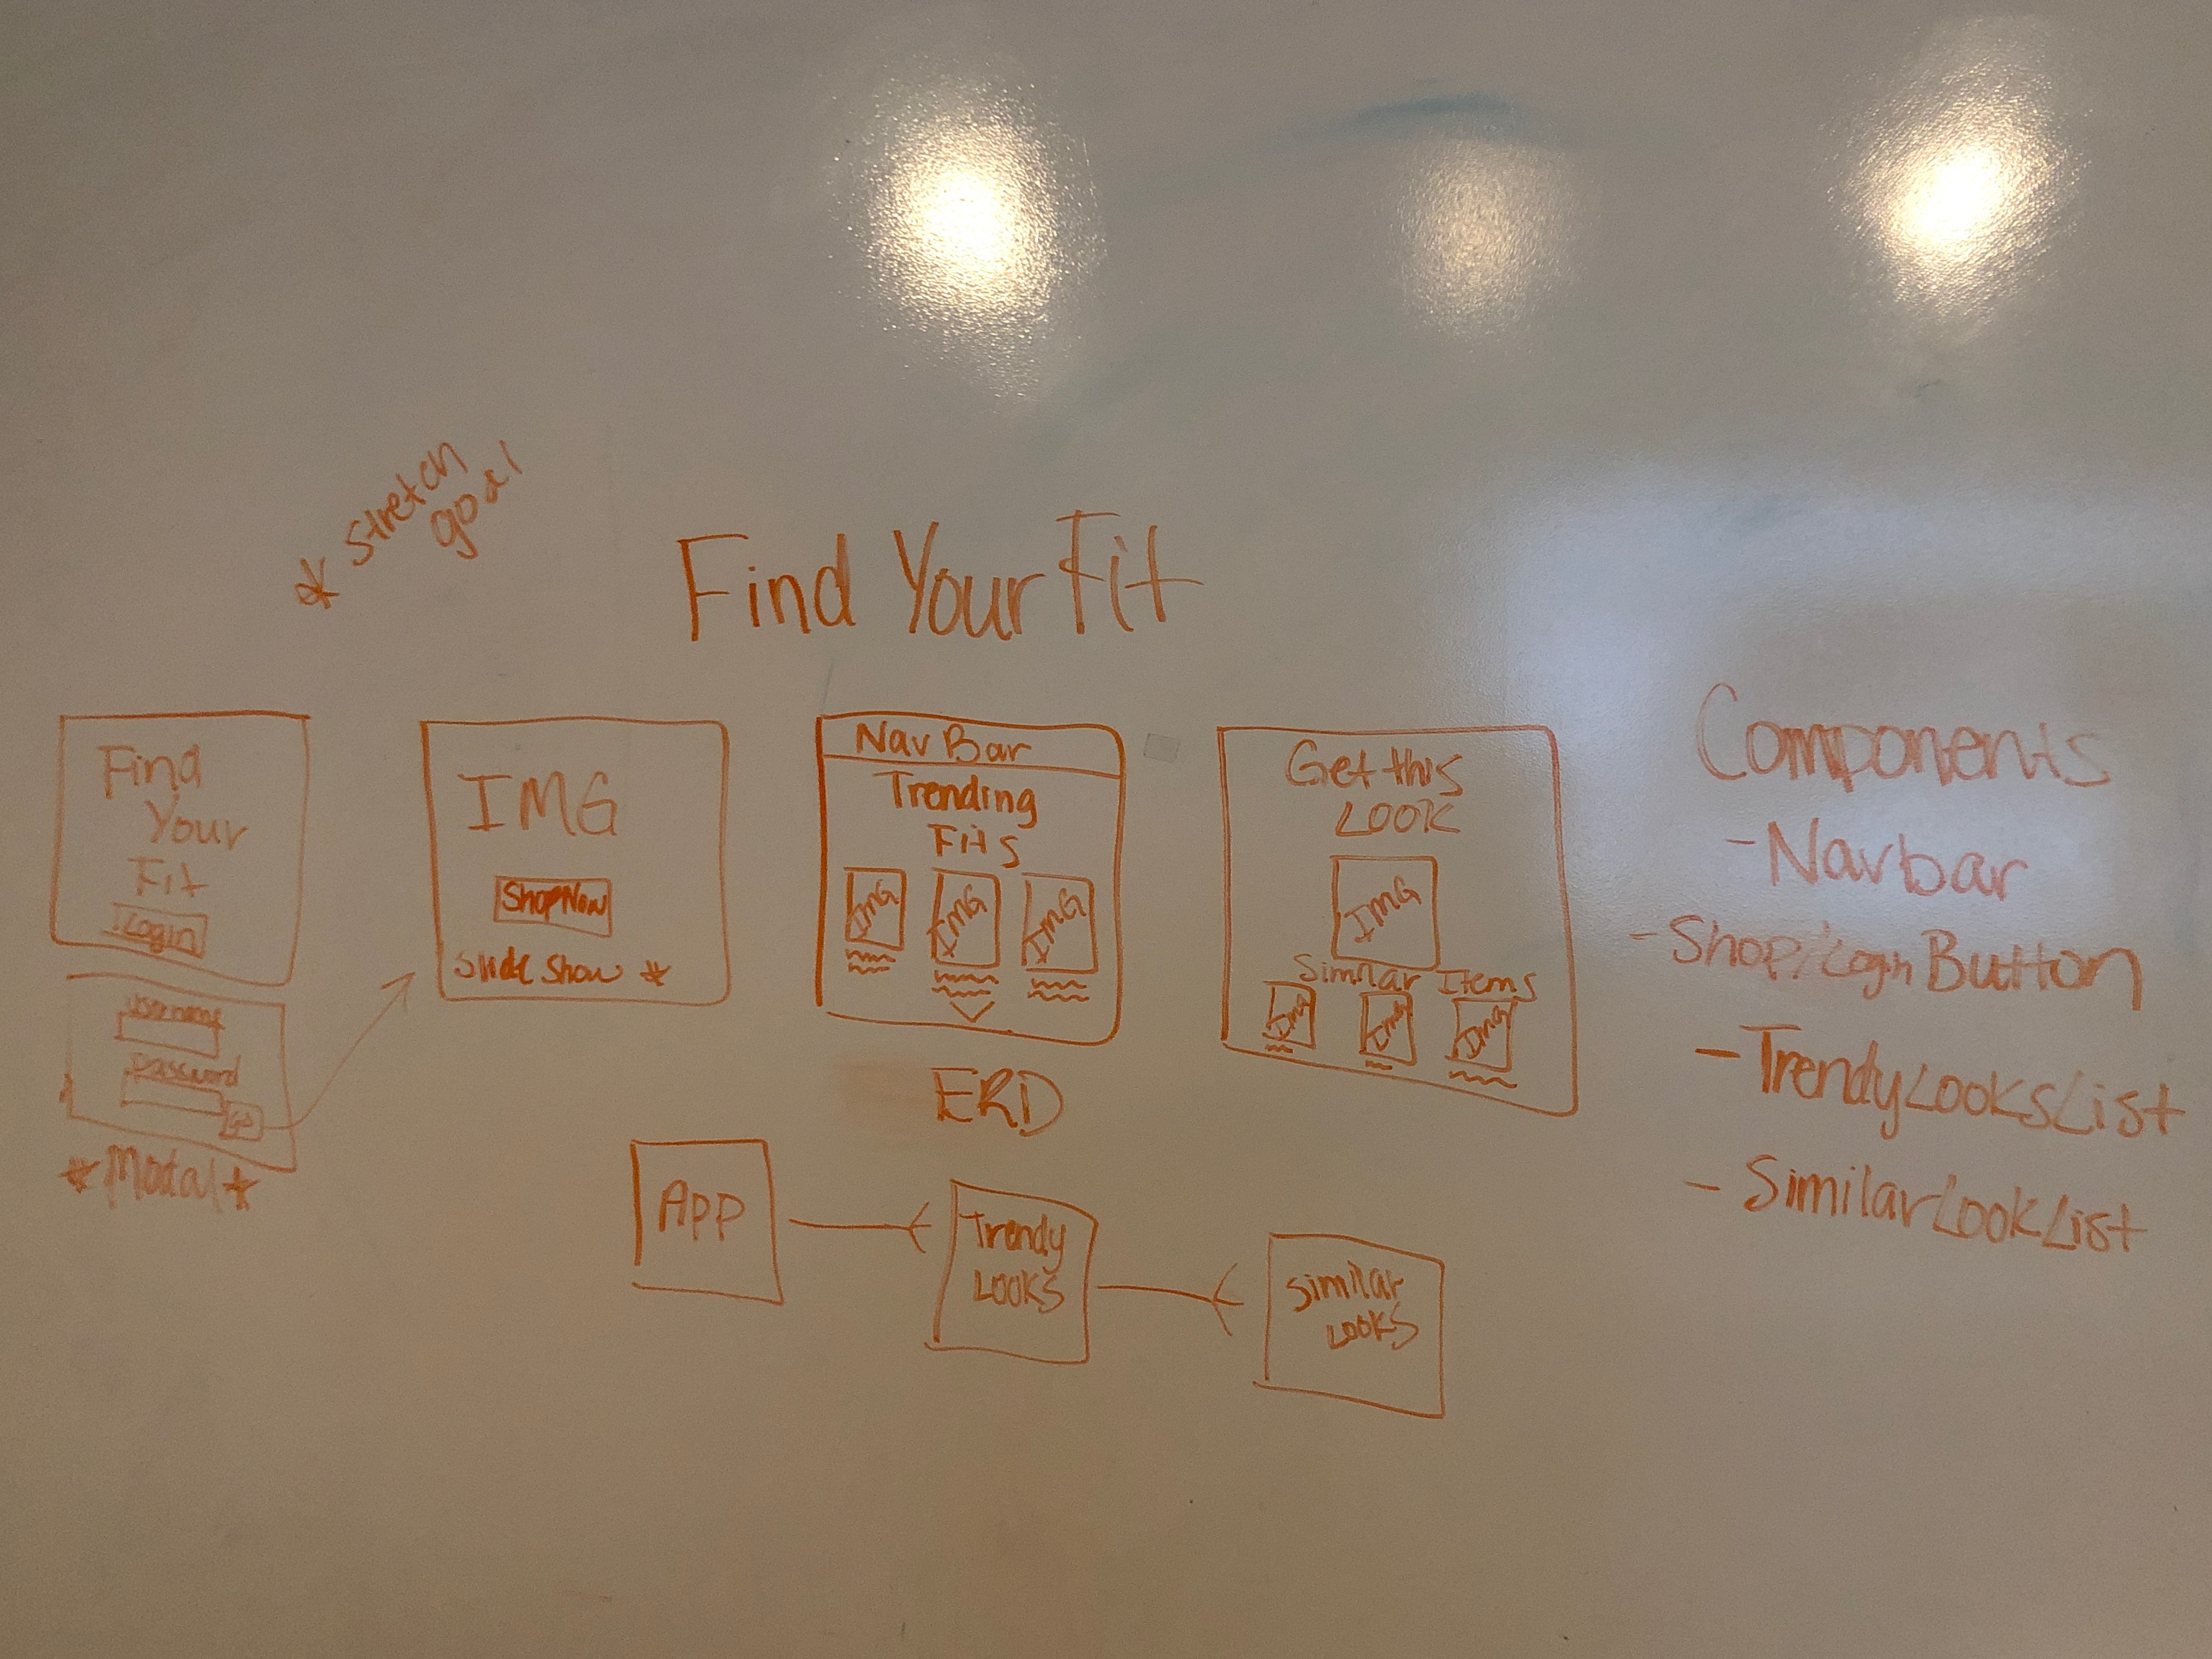 * Stretch
goal
Find Your Fit
Find
Your
Fit
Login
Username
Password
Go
*Modal*
IMG
Shop Now
Slide Show *
Nav Bar
Trending
Fits
IMG
IMG
IMG
Get this
LOOK
IMG
Similar Items
Img
Img
Img
ERD
App
Trendy
LOOKS
Similar
LOOKS
Components
- Navbar
- Shop/Login Button
- TrendyLooksList
- SimilarLookList